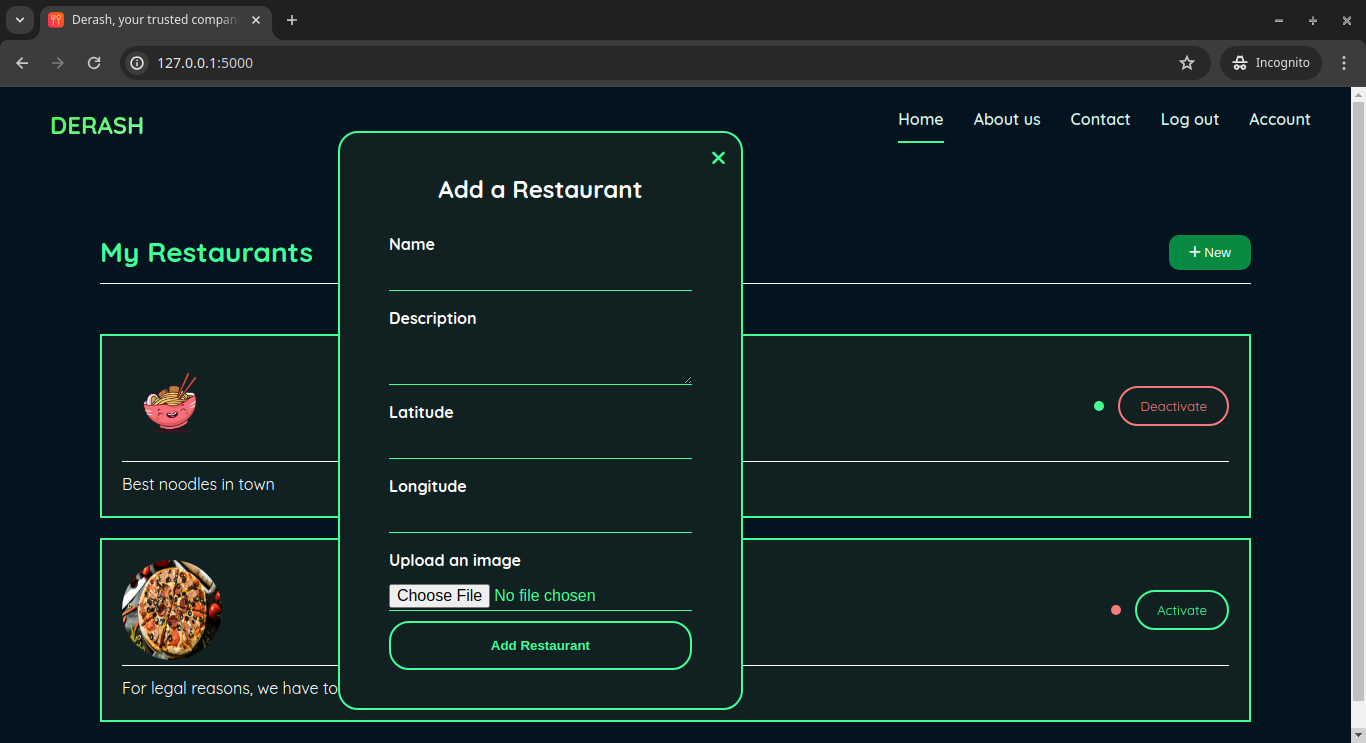 Derash, your trusted compan
127.0.0.1:5000
Incognito
DERASH
Home About us Contact Log out Account
Add a Restaurant
My Restaurants
+ New
Name
Description
Latitude
Longitude
Upload an image
Choose File No file chosen
Add Restaurant
Deactivate
Best noodles in town
Activate
For legal reasons, we have to